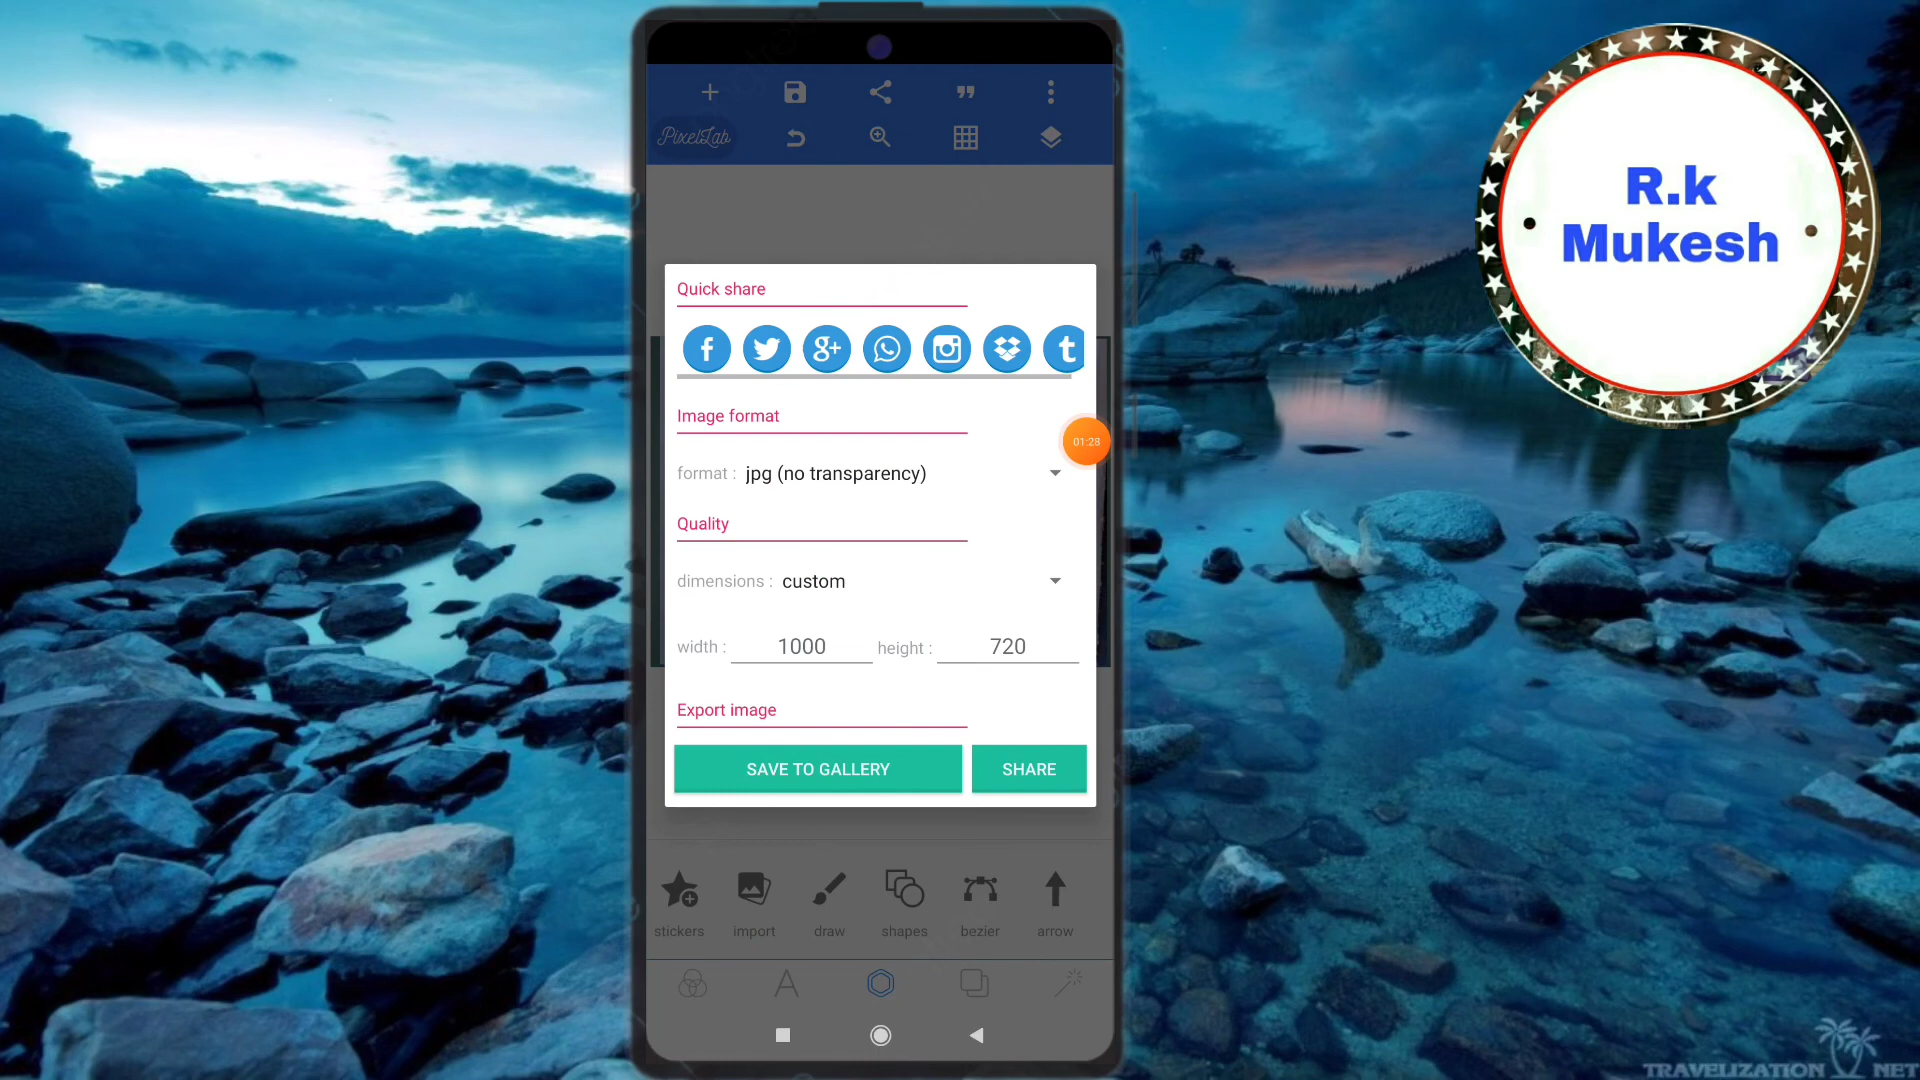 PixelLab
Quick share
Image format
format : jpg (no transparency)
Quality
dimensions : custom
width : 1000 height : 720
Export image
SAVE TO GALLERY SHARE
stickers import draw shapes bezier arrow
01:28
R.k
Mukesh
TRAVELIZATION NET